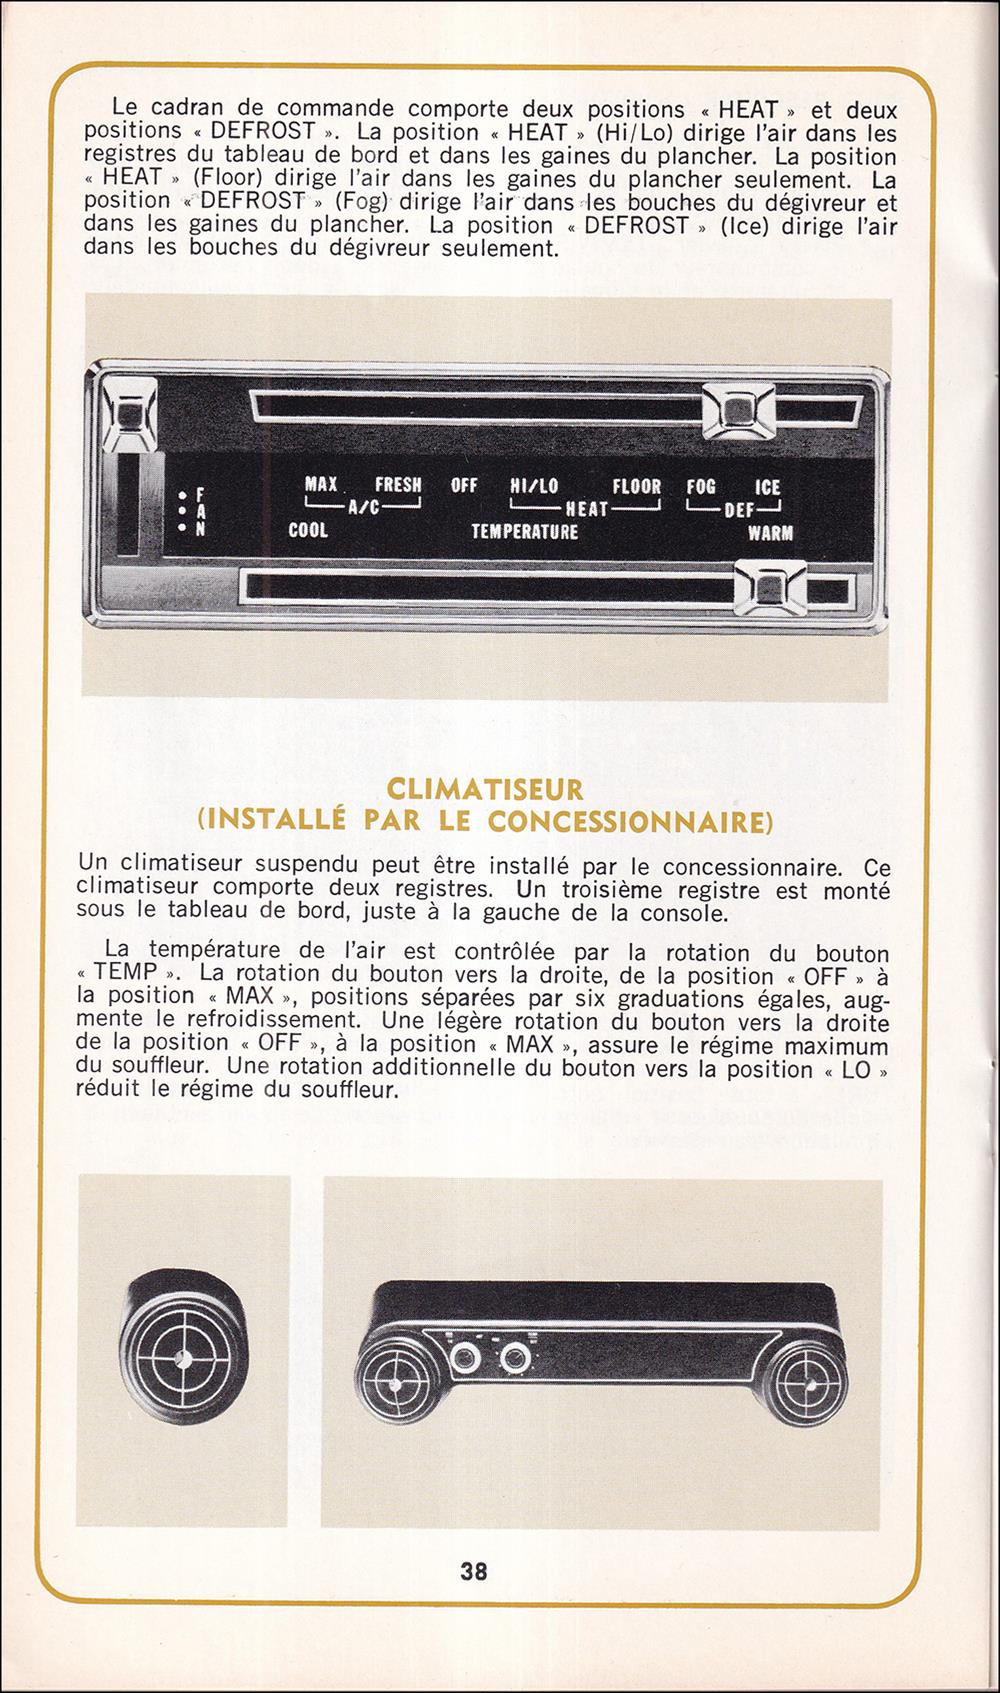 Le cadran de commande comporte deux positions « HEAT » et deux
positions « DEFROST ». La position « HEAT » (Hi/Lo) dirige l'air dans les
registres du tableau de bord et dans les gaines du plancher. La position
« HEAT » (Floor) dirige l'air dans les gaines du plancher seulement. La
position « DEFROST » (Fog) dirige l'air dans les bouches du dégivreur et
dans les gaines du plancher. La position « DEFROST » (Ice) dirige l'air
dans les bouches du dégivreur seulement.
MAX FRESH OFF HI/LO FLOOR FOG ICE
A/C HEAT DEF
FAN
COOL TEMPERATURE WARM
CLIMATISEUR
(INSTALLÉ PAR LE CONCESSIONNAIRE)
Un climatiseur suspendu peut être installé par le concessionnaire. Ce
climatiseur comporte deux registres. Un troisième registre est monté
sous le tableau de bord, juste à la gauche de la console.
La température de l'air est contrôlée par la rotation du bouton
« TEMP ». La rotation du bouton vers la droite, de la position « OFF » à
la position « MAX », positions séparées par six graduations égales, aug-
mente le refroidissement. Une légère rotation du bouton vers la droite
de la position « OFF », à la position « MAX », assure le régime maximum
du souffleur. Une rotation additionnelle du bouton vers la position « LO »
réduit le régime du souffleur.
38